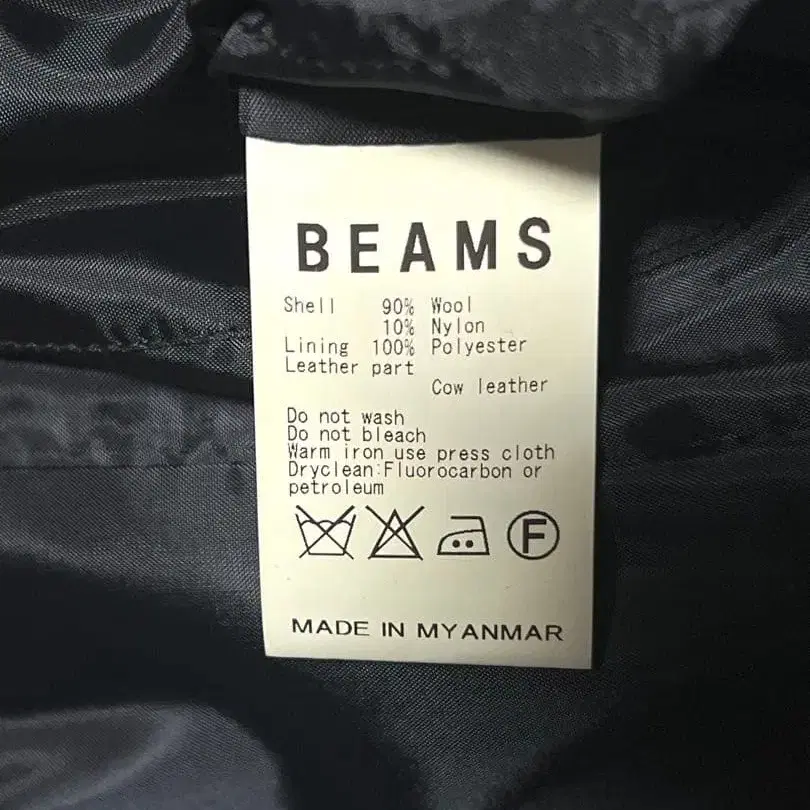 BEAMS
Shell 90% Wool
10% Nylon
Lining 100% Polyester
Leather part
Cow leather
Do not wash
Do not bleach
Warm iron use press cloth
Dryclean:Fluorocarbon or
petroleum
F
MADE IN MYANMAR